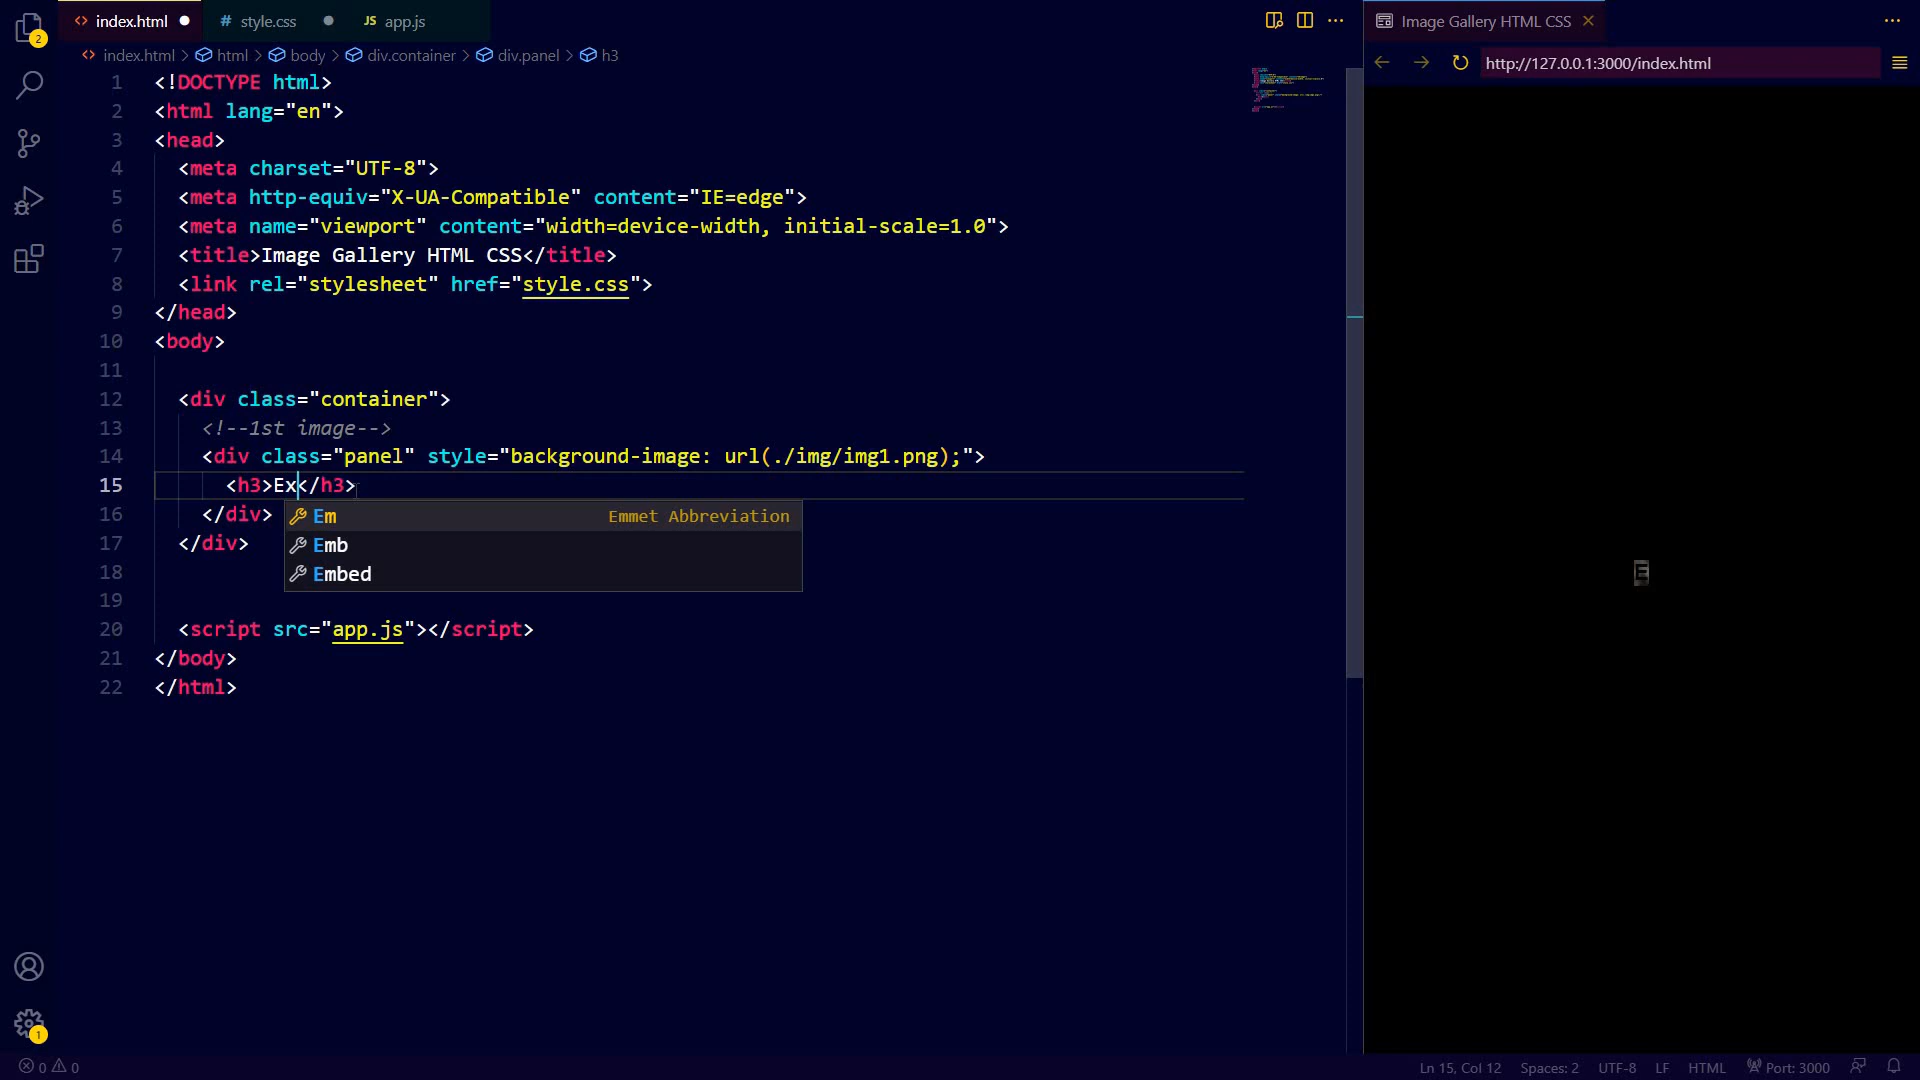 index.html
style.css
JS app.js
Image Gallery HTML CSS
index.html > html > body > div.container > div.panel > h3
http://127.0.0.1:3000/index.html
2
1 <!DOCTYPE html>
2 <html lang="en">
3 <head>
4 <meta charset="UTF-8">
5 <meta http-equiv="X-UA-Compatible" content="IE=edge">
6 <meta name="viewport" content="width=device-width, initial-scale=1.0">
7 <title>Image Gallery HTML CSS</title>
8 <link rel="stylesheet" href="style.css">
9 </head>
10 <body>
11
12 <div class="container">
13 <!--1st image-->
14 <div class="panel" style="background-image: url(./img/img1.png);">
15 <h3>Ex</h3>
16 </div>
Em Emmet Abbreviation
17 </div>
Emb
18
Embed
19
20 <script src="app.js"></script>
21 </body>
22 </html>
E
1
0 0
Ln 15, Col 12 Spaces: 2 UTF-8 LF HTML Port: 3000